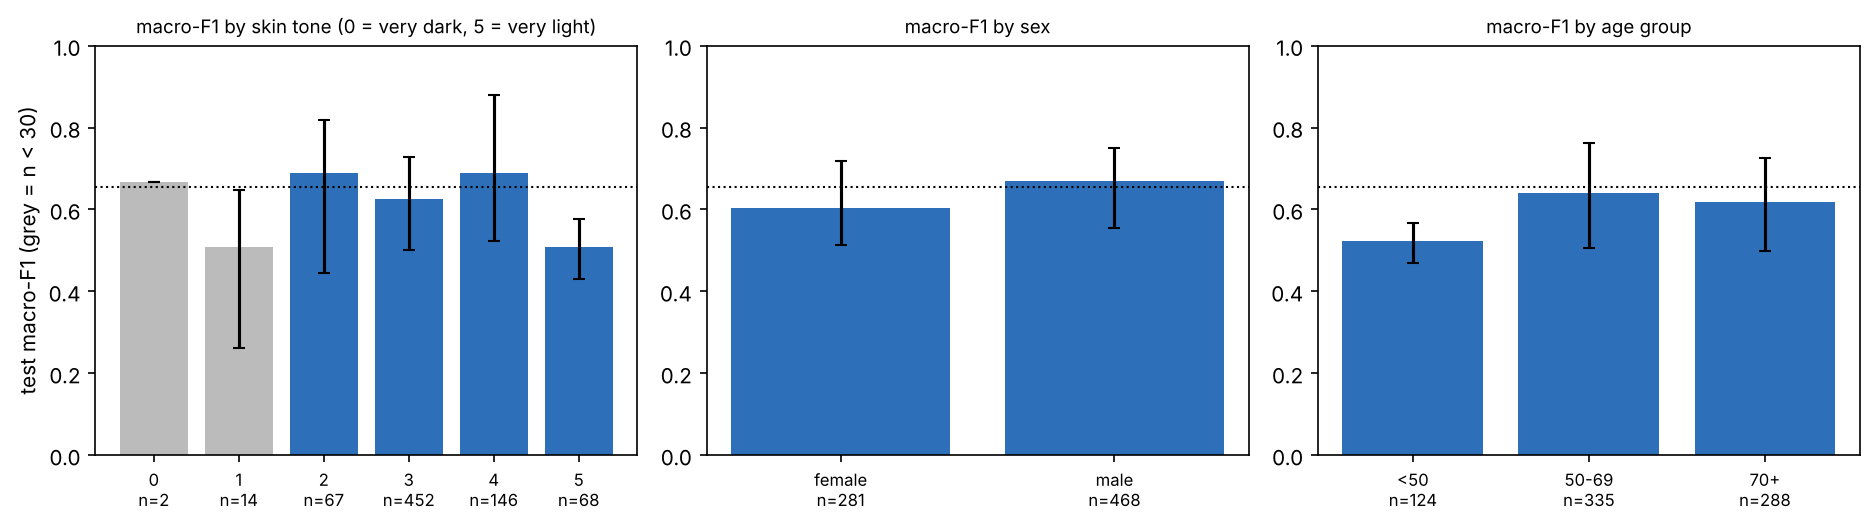 macro-F1 by skin tone (0 = very dark, 5 = very light)
test macro-F1 (grey = n < 30)
1.0
0.8
0.6
0.4
0.2
0.0
0 1 2 3 4 5
n=2 n=14 n=67 n=452 n=146 n=68
macro-F1 by sex
1.0
0.8
0.6
0.4
0.2
0.0
female male
n=281 n=468
macro-F1 by age group
1.0
0.8
0.6
0.4
0.2
0.0
<50 50-69 70+
n=124 n=335 n=288